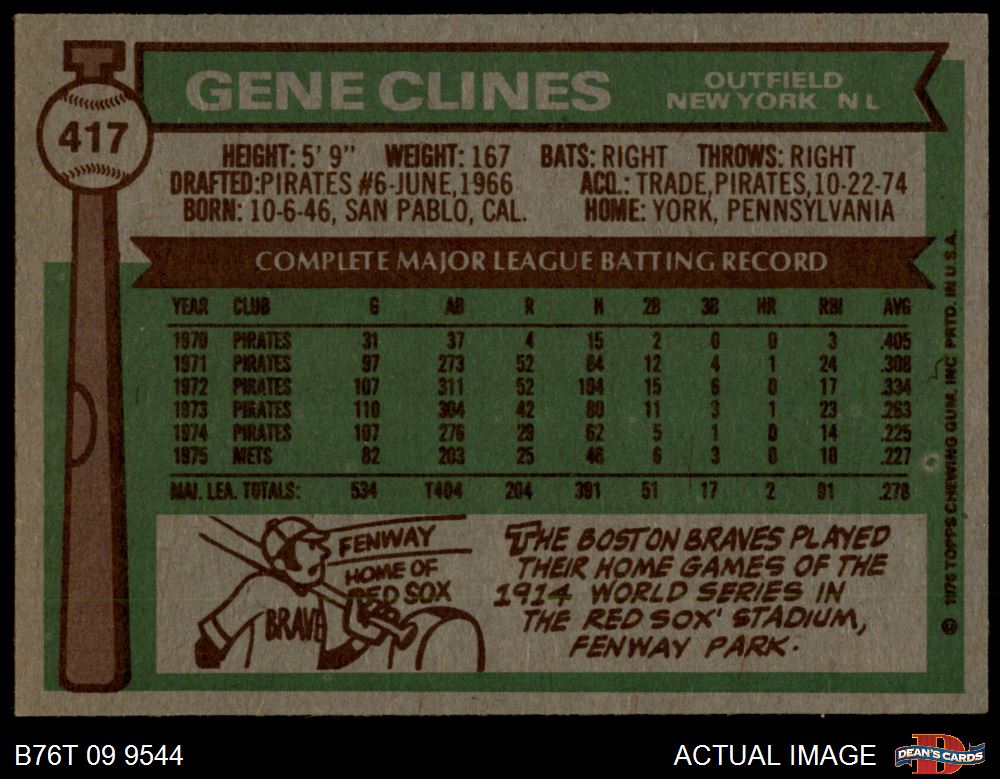 417
GENE CLINES
OUTFIELD
NEW YORK N L
HEIGHT: 5' 9" WEIGHT: 167 BATS: RIGHT THROWS: RIGHT
DRAFTED:PIRATES #6-JUNE,1966 ACQ.: TRADE,PIRATES,10-22-74
BORN: 10-6-46, SAN PABLO, CAL. HOME: YORK, PENNSYLVANIA
COMPLETE MAJOR LEAGUE BATTING RECORD
YEAR CLUB G AB R H 2B 3B HR RBI AVG
1970 PIRATES 31 37 4 15 2 0 0 3 .405
1971 PIRATES 97 273 52 84 12 4 1 24 .308
1972 PIRATES 107 311 52 104 15 6 0 17 .334
1973 PIRATES 110 304 42 80 11 3 1 23 .263
1974 PIRATES 107 276 29 62 5 1 0 14 .225
1975 METS 82 203 25 46 6 3 0 10 .227
MAJ. LEA. TOTALS: 534 1404 204 391 51 17 2 91 .278
FENWAY
HOME OF
RED SOX
BRAVE
THE BOSTON BRAVES PLAYED
THEIR HOME GAMES OF THE
1914 WORLD SERIES IN
THE RED SOX' STADIUM,
FENWAY PARK.
© 1976 TOPPS CHEWING GUM, INC PRTD. IN U.S.A.
B76T 09 9544
ACTUAL IMAGE
DEAN'S CARDS